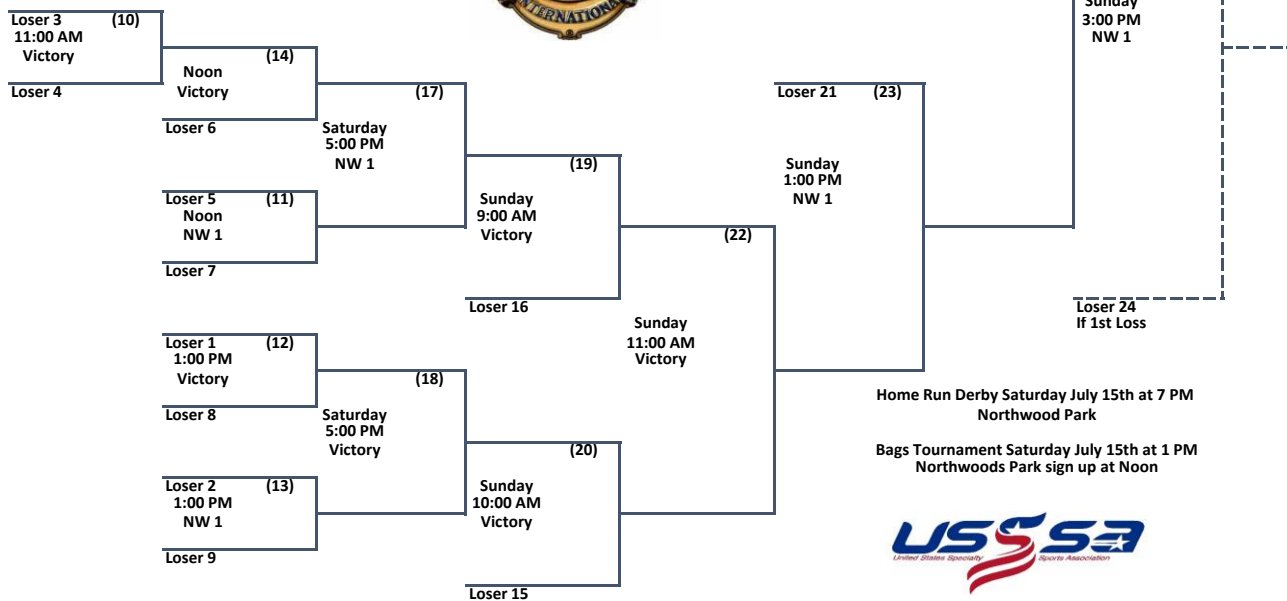 INTERNATIONAL
Sunday
3:00 PM
NW 1
Loser 3 (10)
11:00 AM
Victory
Loser 4
(14)
Noon
Victory
Loser 6
(17)
Saturday
5:00 PM
NW 1
Loser 5 (11)
Noon
NW 1
Loser 7
(19)
Sunday
9:00 AM
Victory
Loser 16
Loser 1 (12)
1:00 PM
Victory
Loser 8
(18)
Saturday
5:00 PM
Victory
Loser 2 (13)
1:00 PM
NW 1
Loser 9
(20)
Sunday
10:00 AM
Victory
Loser 15
(22)
Sunday
11:00 AM
Victory
Loser 21 (23)
Sunday
1:00 PM
NW 1
Loser 24
If 1st Loss
Home Run Derby Saturday July 15th at 7 PM
Northwood Park
Bags Tournament Saturday July 15th at 1 PM
Northwoods Park sign up at Noon
USSSA
United States Specialty Sports Association